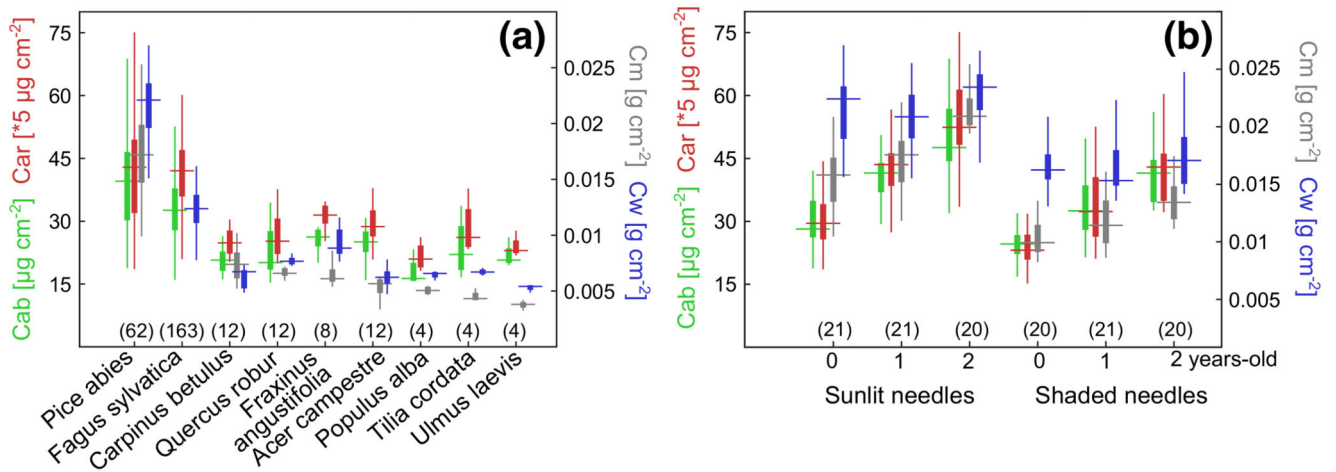 (a)
75
60
45
30
15
Cab [µg cm-2] Car [*5 µg cm-2]
0.025
0.02
0.015
0.01
0.005
Cw [g cm-2] Cm [g cm-2]
(62) (163) (12) (12) (8) (12) (4) (4) (4)
Pice abies
Fagus sylvatica
Carpinus betulus
Quercus robur
Fraxinus
angustifolia
Acer campestre
Populus alba
Tilia cordata
Ulmus laevis
(b)
75
60
45
30
15
Cab [µg cm-2] Car [*5 µg cm-2]
0.025
0.02
0.015
0.01
0.005
Cw [g cm-2] Cm [g cm-2]
(21) (21) (20) (20) (21) (20)
0 1 2 0 1 2 years-old
Sunlit needles Shaded needles